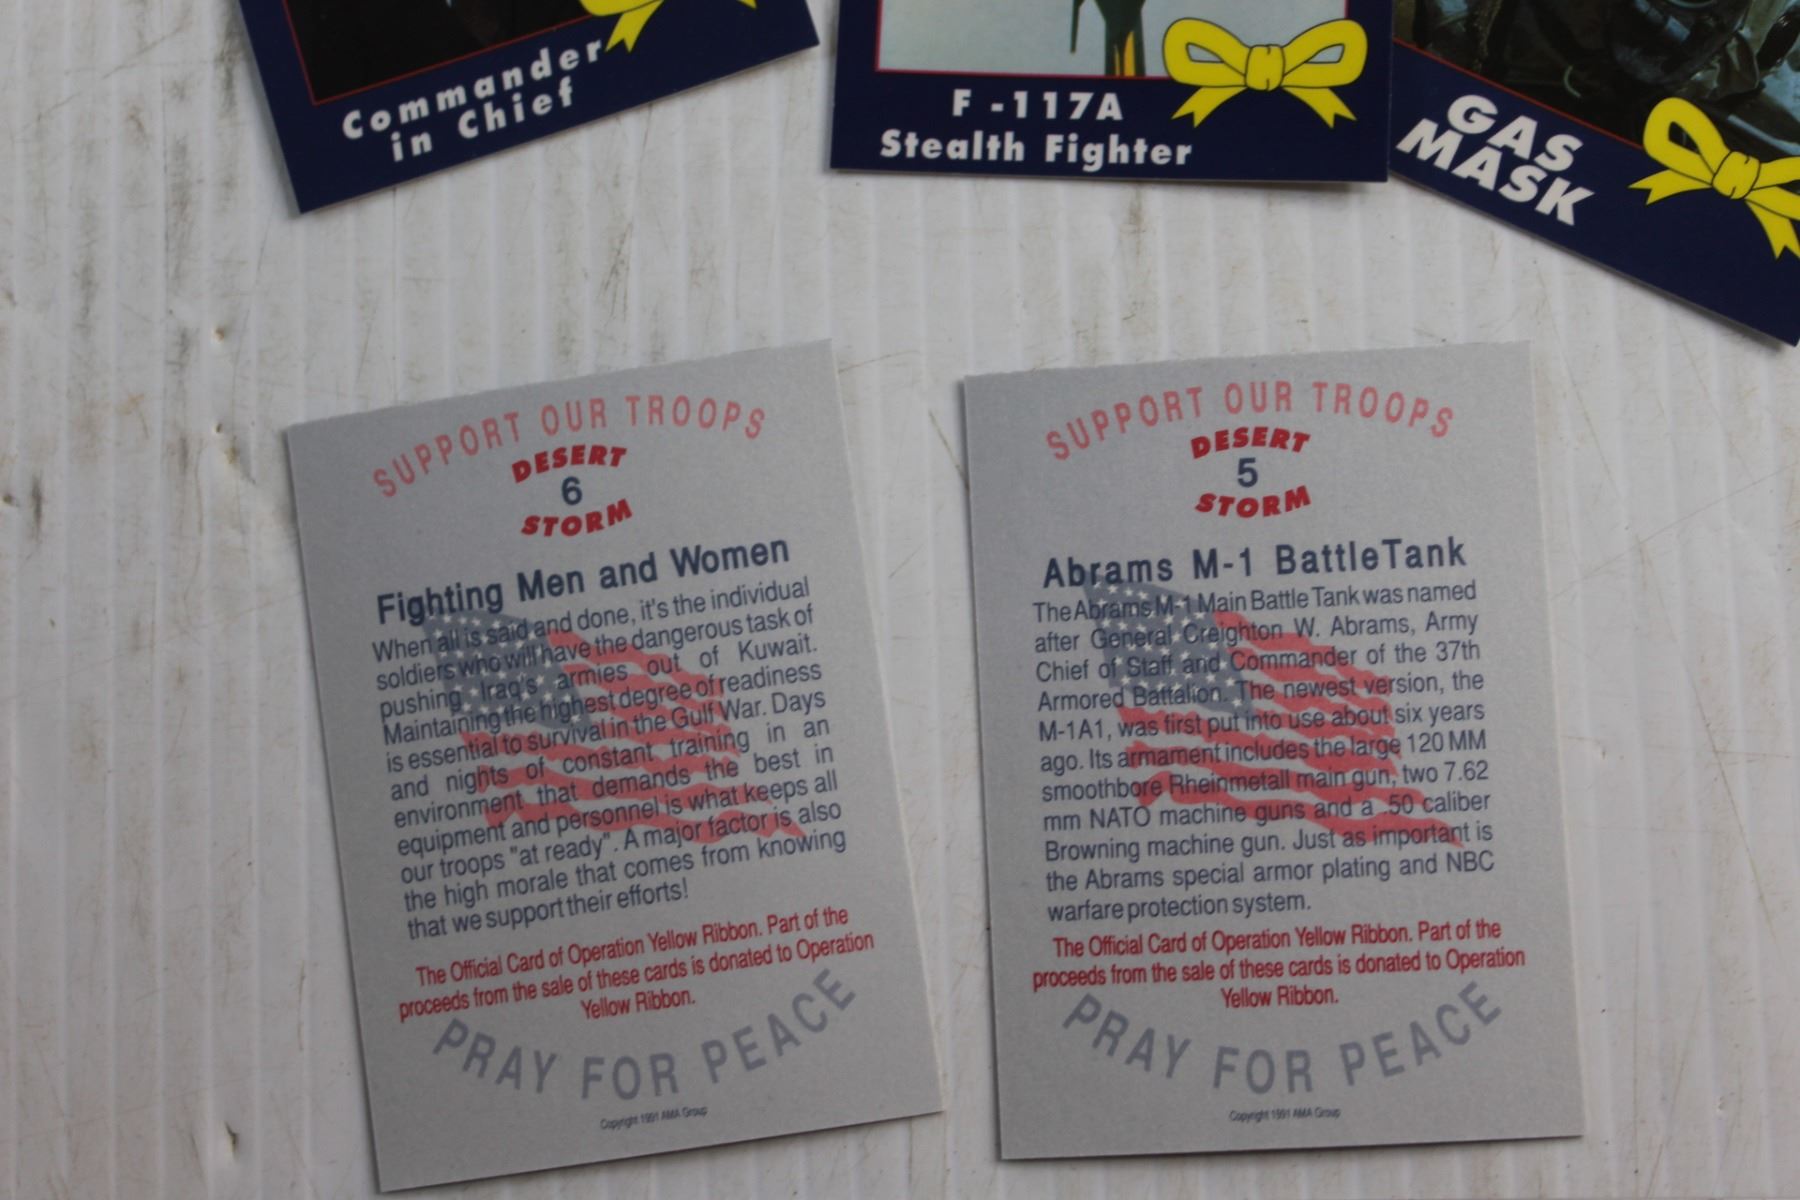 Commander
in Chief
F-117A
Stealth Fighter
GAS
MASK
SUPPORT OUR TROOPS
DESERT
6
STORM
Fighting Men and Women
When all is said and done, it's the individual
soldiers who will have the dangerous task of
pushing Iraq's armies out of Kuwait.
Maintaining the highest degree of readiness
is essential to survival in the Gulf War. Days
and nights of constant training in an
environment that demands the best in
equipment and personnel is what keeps all
our troops "at ready". A major factor is also
the high morale that comes from knowing
that we support their efforts!
The Official Card of Operation Yellow Ribbon. Part of the
proceeds from the sale of these cards is donated to Operation
Yellow Ribbon.
PRAY FOR PEACE
Copyright 1991 AMA Group
SUPPORT OUR TROOPS
DESERT
5
STORM
Abrams M-1 Battle Tank
The Abrams M-1 Main Battle Tank was named
after General Creighton W. Abrams, Army
Chief of Staff and Commander of the 37th
Armored Battalion. The newest version, the
M-1A1, was first put into use about six years
ago. Its armament includes the large 120 MM
smoothbore Rheinmetall main gun, two 7.62
mm NATO machine guns and a .50 caliber
Browning machine gun. Just as important is
the Abrams special armor plating and NBC
warfare protection system.
The Official Card of Operation Yellow Ribbon. Part of the
proceeds from the sale of these cards is donated to Operation
Yellow Ribbon.
PRAY FOR PEACE
Copyright 1991 AMA Group